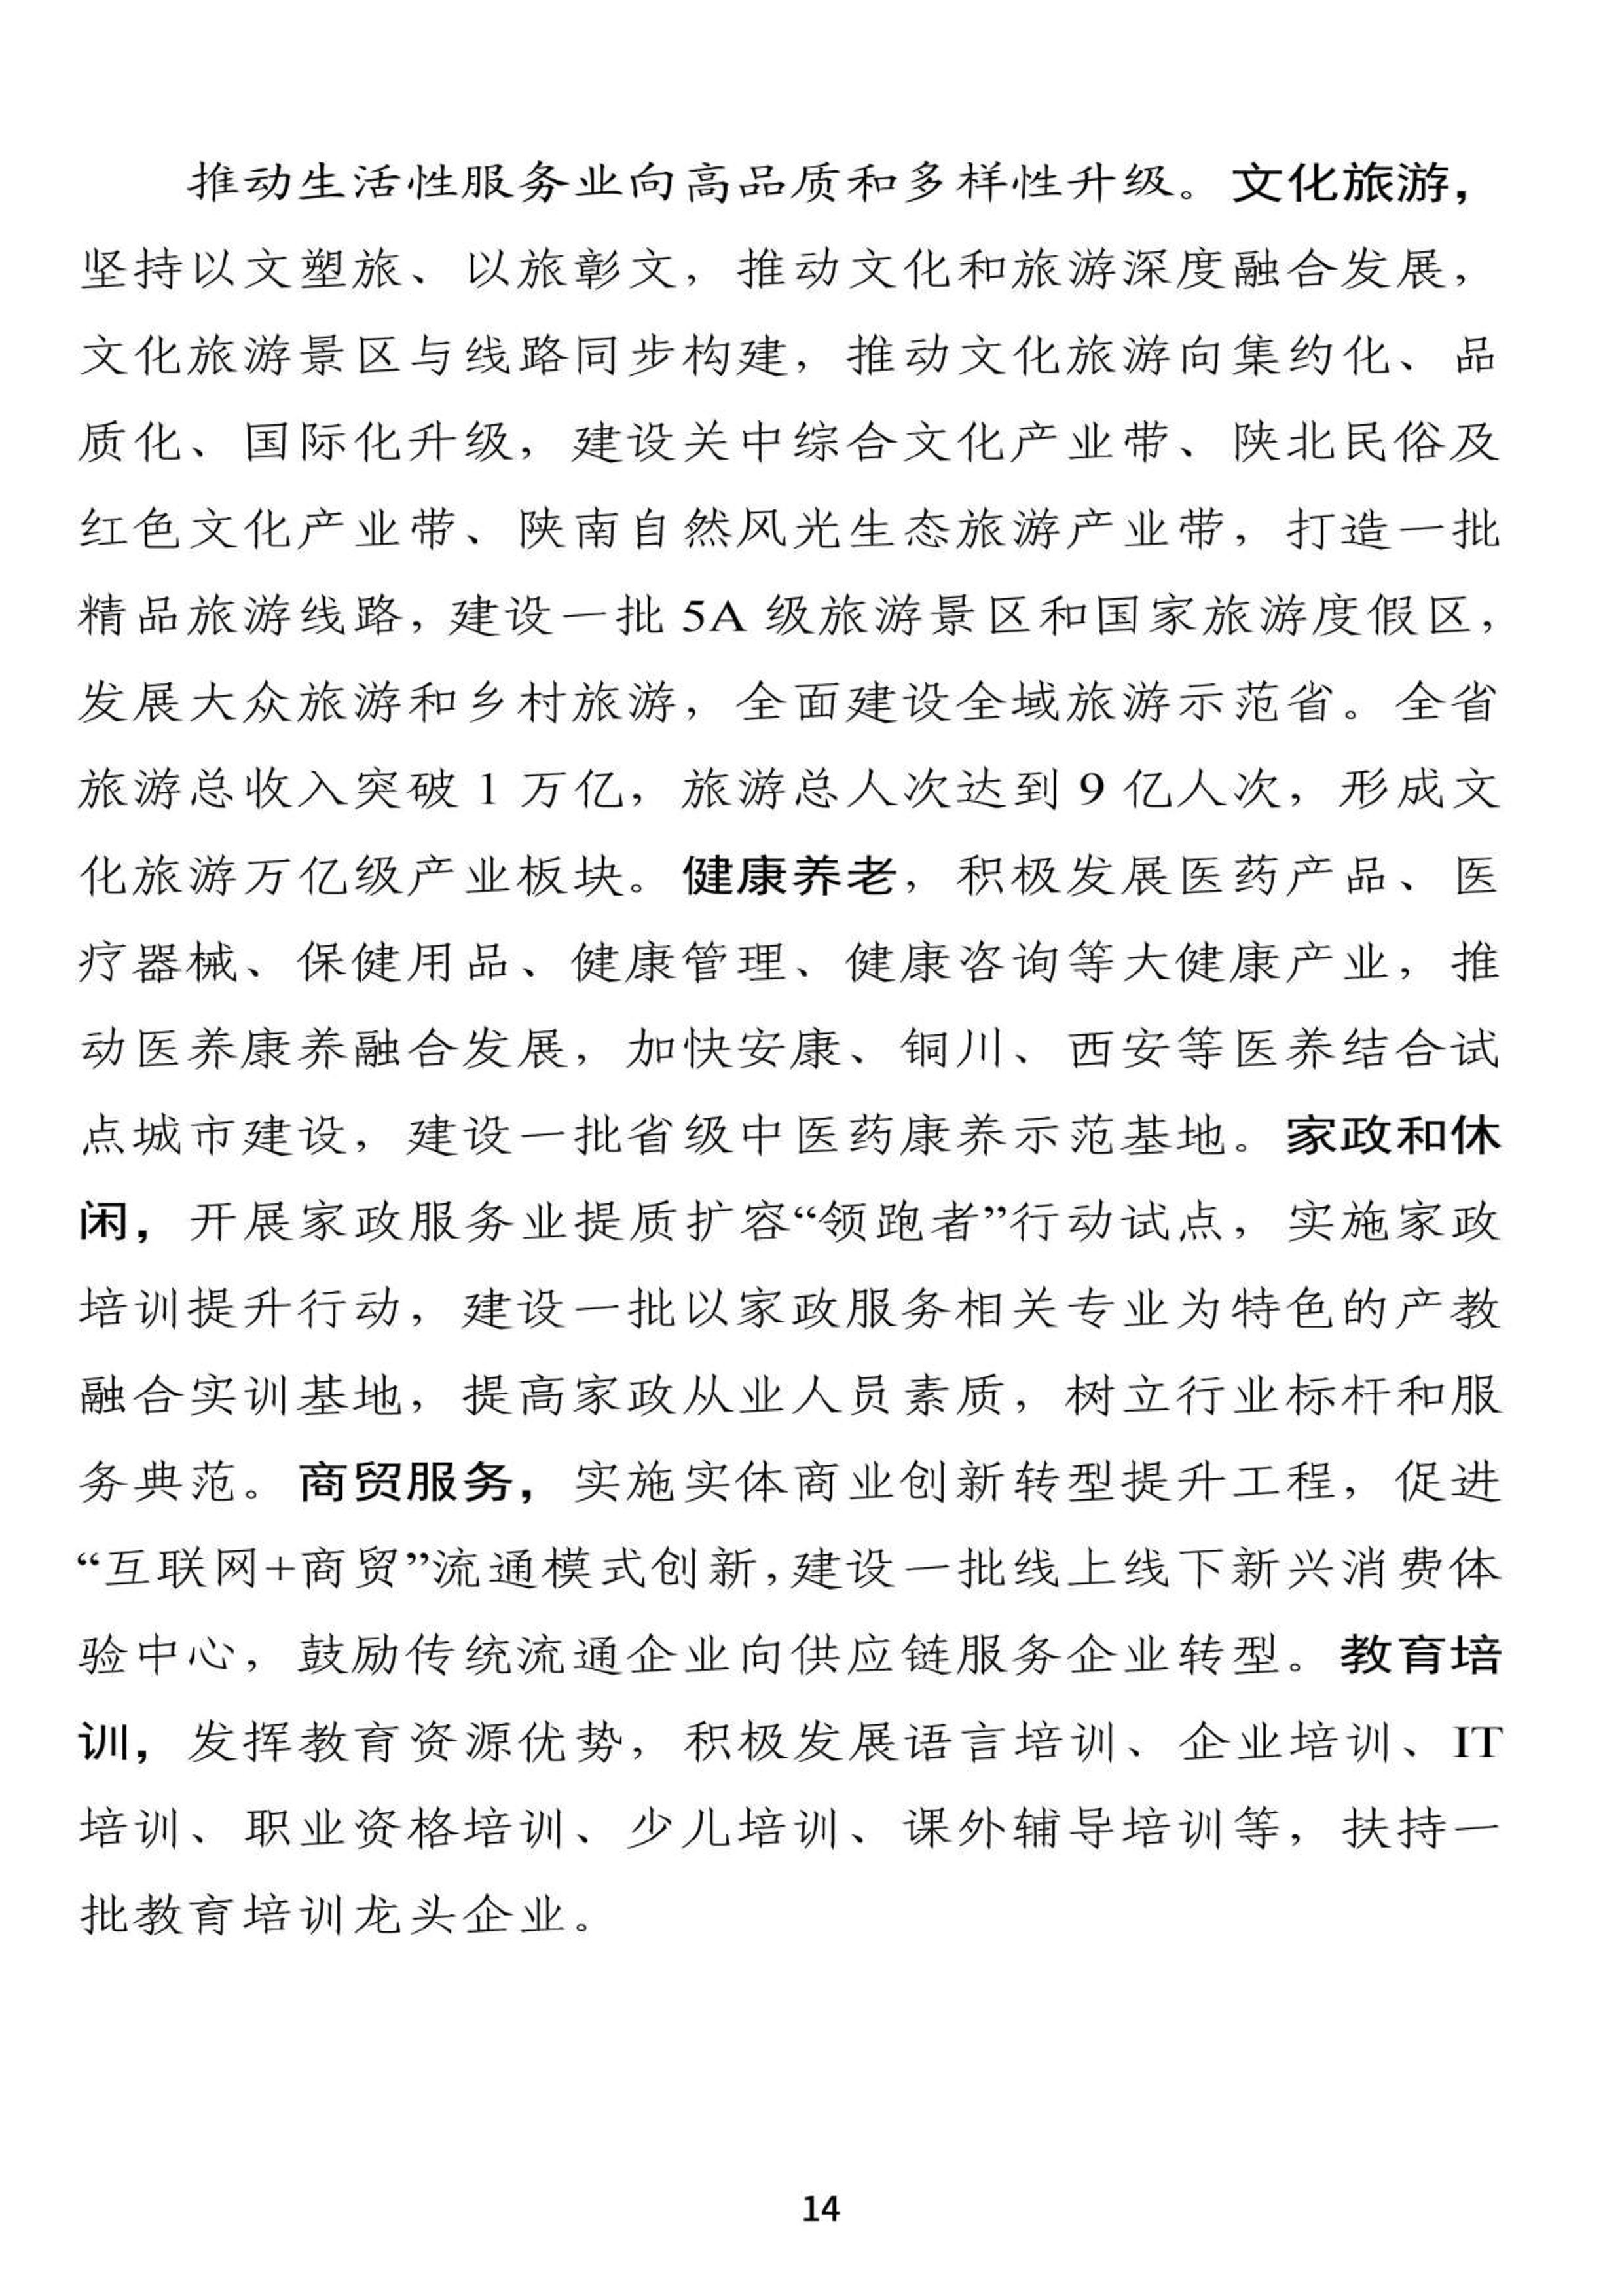 推动生活性服务业向高品质和多样性升级。文化旅游，
坚持以文塑旅、以旅彰文，推动文化和旅游深度融合发展，
文化旅游景区与线路同步构建，推动文化旅游向集约化、品
质化、国际化升级，建设关中综合文化产业带、陕北民俗及
红色文化产业带、陕南自然风光生态旅游产业带，打造一批
精品旅游线路，建设一批 5A 级旅游景区和国家旅游度假区，
发展大众旅游和乡村旅游，全面建设全域旅游示范省。全省
旅游总收入突破 1 万亿，旅游总人次达到 9 亿人次，形成文
化旅游万亿级产业板块。健康养老，积极发展医药产品、医
疗器械、保健用品、健康管理、健康咨询等大健康产业，推
动医养康养融合发展，加快安康、铜川、西安等医养结合试
点城市建设，建设一批省级中医药康养示范基地。家政和休
闲，开展家政服务业提质扩容“领跑者”行动试点，实施家政
培训提升行动，建设一批以家政服务相关专业为特色的产教
融合实训基地，提高家政从业人员素质，树立行业标杆和服
务典范。商贸服务，实施实体商业创新转型提升工程，促进
“互联网+商贸”流通模式创新，建设一批线上线下新兴消费体
验中心，鼓励传统流通企业向供应链服务企业转型。教育培
训，发挥教育资源优势，积极发展语言培训、企业培训、IT
培训、职业资格培训、少儿培训、课外辅导培训等，扶持一
批教育培训龙头企业。
14